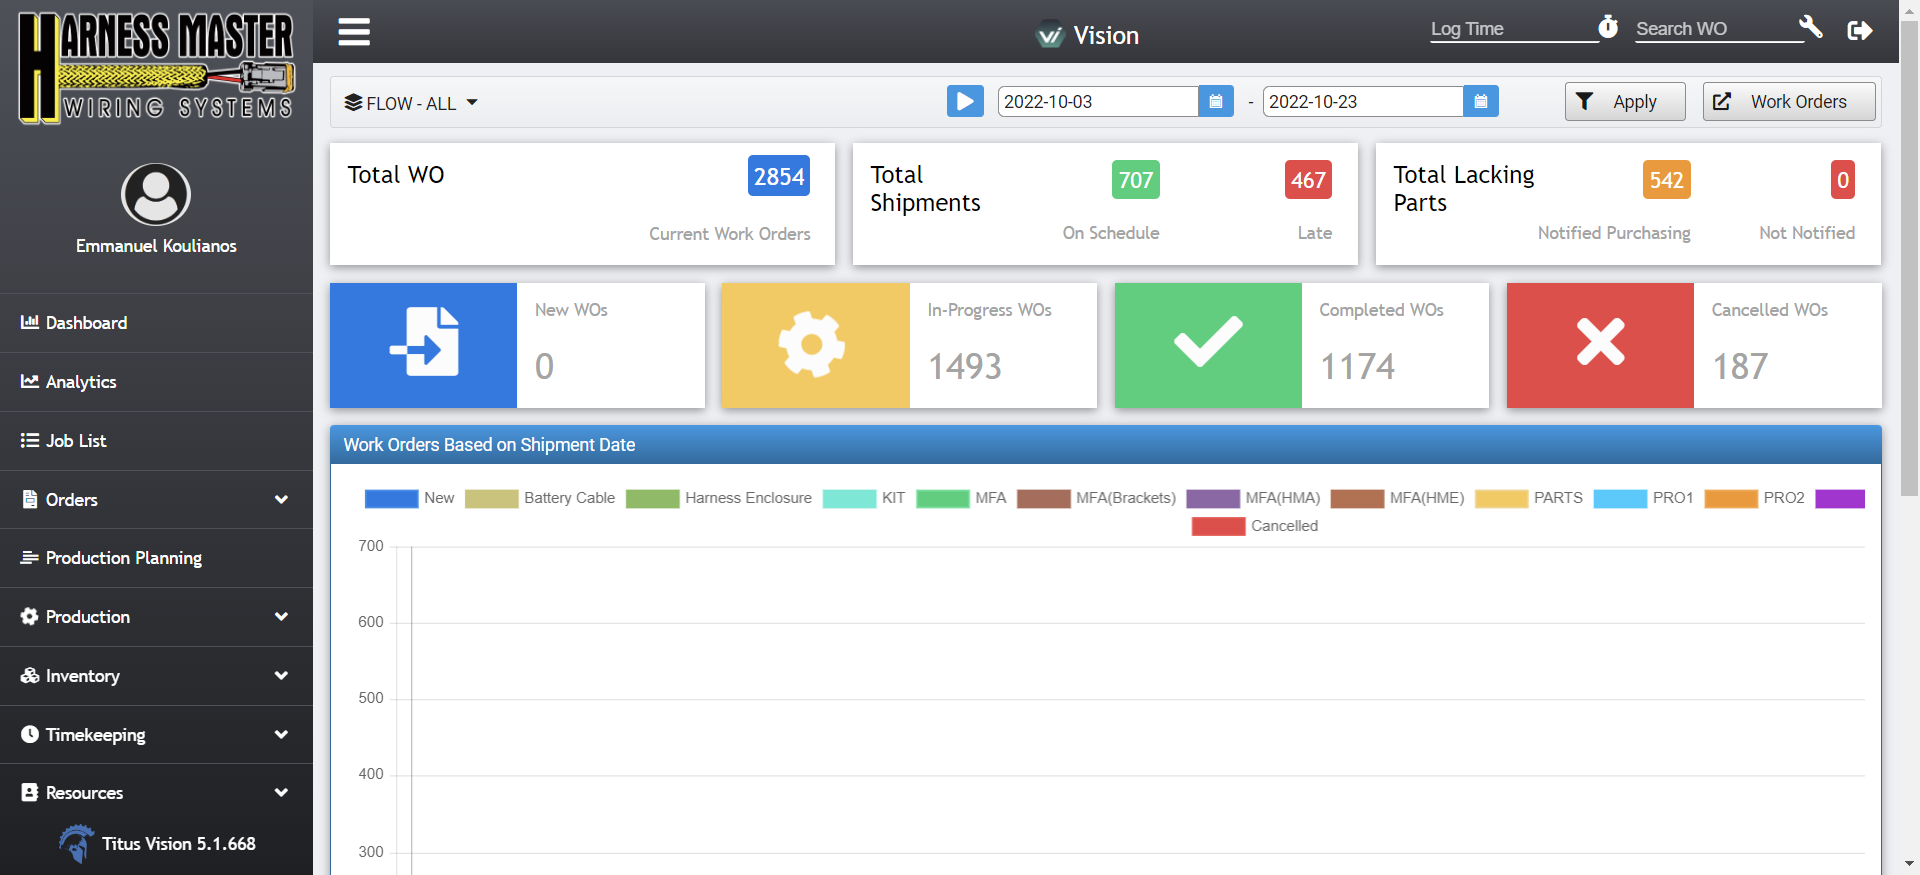 HARNESS MASTER
WIRING SYSTEMS
Emmanuel Koulianos
Dashboard
Analytics
Job List
Orders
Production Planning
Production
Inventory
Timekeeping
Resources
Titus Vision 5.1.668
Vision
Log Time
Search WO
FLOW - ALL
2022-10-03 - 2022-10-23
Apply
Work Orders
Total WO
2854
Current Work Orders
Total
Shipments
707
On Schedule
467
Late
Total Lacking
Parts
542
Notified Purchasing
0
Not Notified
New WOs
0
In-Progress WOs
1493
Completed WOs
1174
Cancelled WOs
187
Work Orders Based on Shipment Date
New Battery Cable Harness Enclosure KIT MFA MFA(Brackets) MFA(HMA) MFA(HME) PARTS PRO1 PRO2
Cancelled
700
600
500
400
300